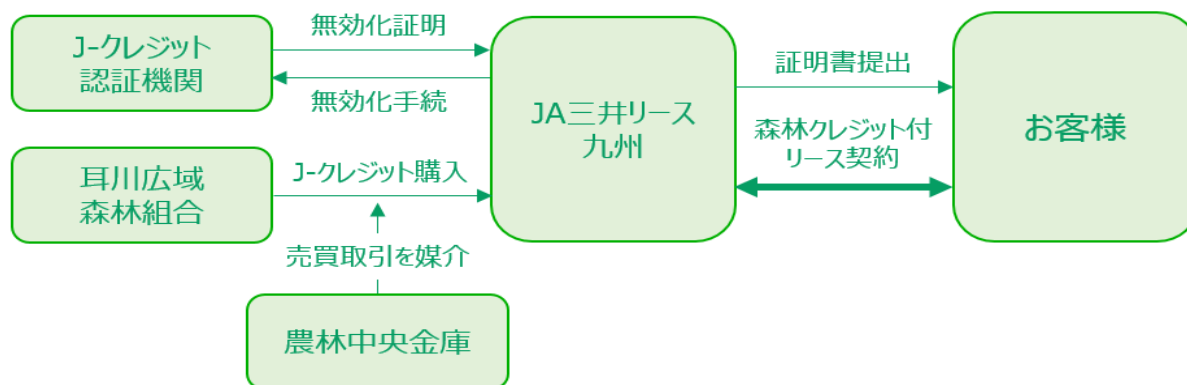 J-クレジット
認証機関
無効化証明
無効化手続
JA三井リース
九州
証明書提出
森林クレジット付
リース契約
お客様
耳川広域
森林組合
J-クレジット購入
売買取引を媒介
農林中央金庫